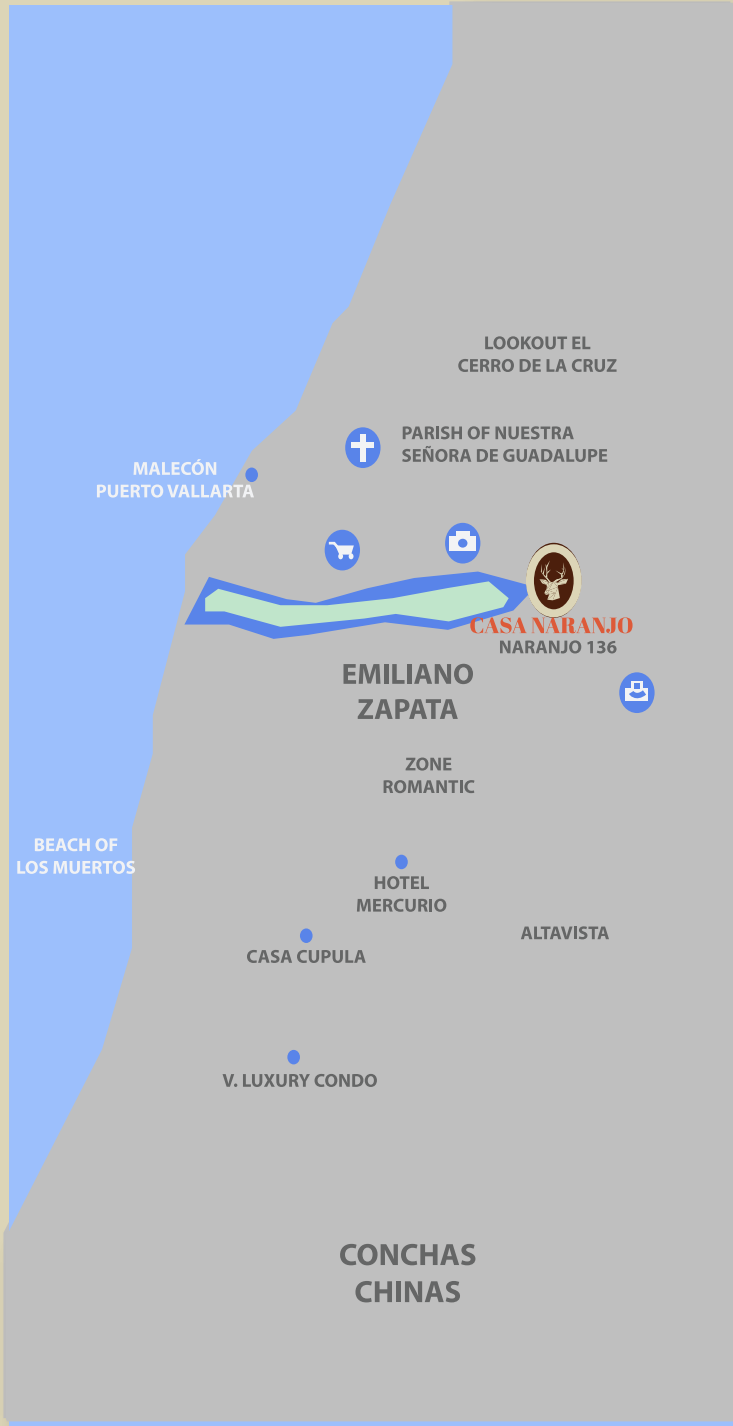 LOOKOUT EL
CERRO DE LA CRUZ
PARISH OF NUESTRA
SEÑORA DE GUADALUPE
MALECÓN
PUERTO VALLARTA
CASA NARANJO
NARANJO 136
EMILIANO
ZAPATA
ZONE
ROMANTIC
BEACH OF
LOS MUERTOS
HOTEL
MERCURIO
ALTAVISTA
CASA CUPULA
V. LUXURY CONDO
CONCHAS
CHINAS